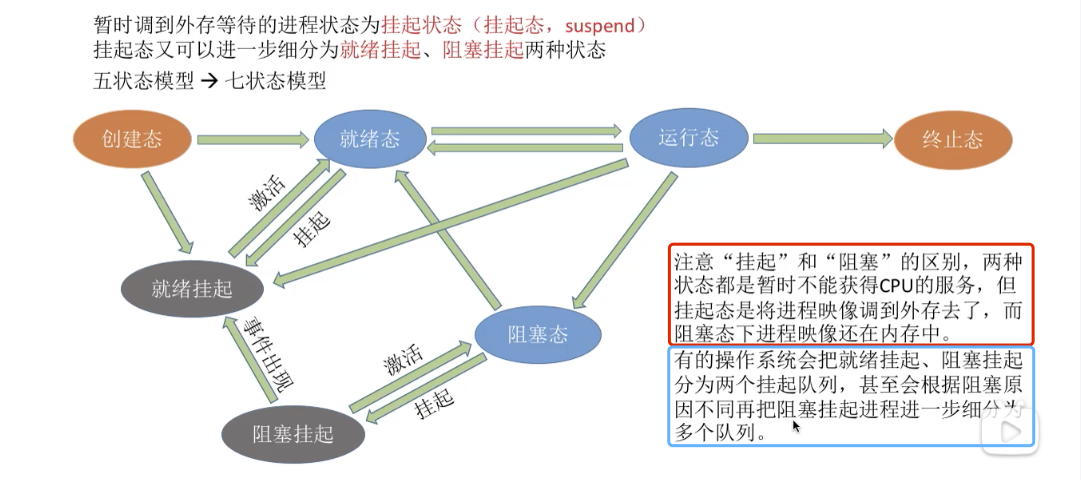 暂时调到外存等待的进程状态为挂起状态（挂起态，suspend）
挂起态又可以进一步细分为就绪挂起、阻塞挂起两种状态
五状态模型→七状态模型
创建态
就绪态
运行态
终止态
激活
挂起
就绪挂起
阻塞态
事件出现
激活
挂起
阻塞挂起
注意“挂起”和“阻塞”的区别，两种
状态都是暂时不能获得CPU的服务，但
挂起态是将进程映像调到外存去了，而
阻塞态下进程映像还在内存中。
有的操作系统会把就绪挂起、阻塞挂起
分为两个挂起队列，甚至会根据阻塞原
因不同再把阻塞挂起进程进一步细分为
多个队列。